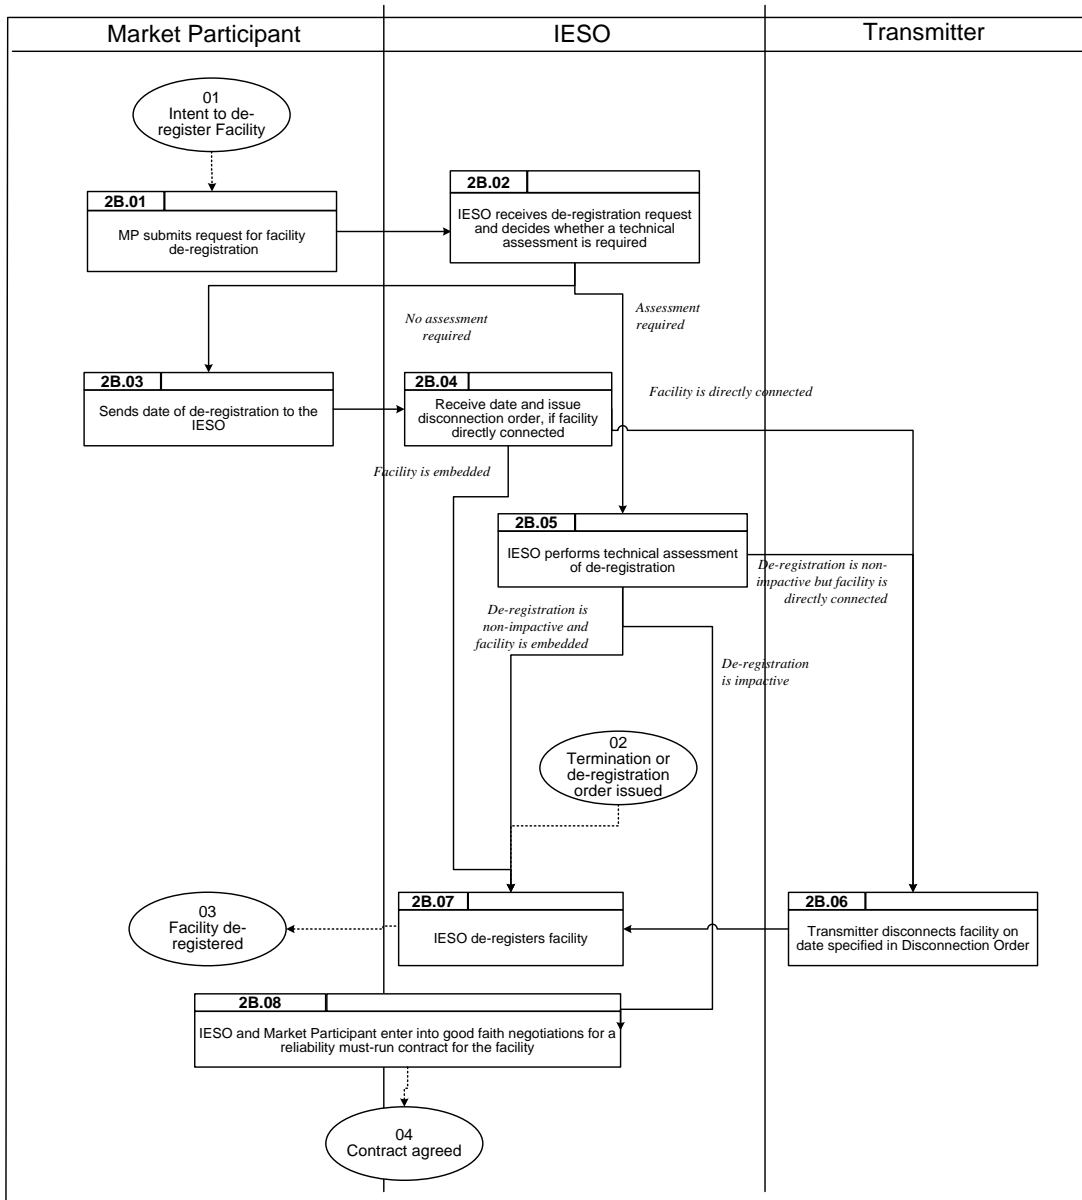 Market Participant
IESO
Transmitter
01
Intent to de-
register Facility
2B.01
MP submits request for facility
de-registration
2B.02
IESO receives de-registration request
and decides whether a technical
assessment is required
No assessment
required
Assessment
required
2B.03
Sends date of de-registration to the
IESO
2B.04
Receive date and issue
disconnection order, if facility
directly connected
Facility is directly connected
Facility is embedded
2B.05
IESO performs technical assessment
of de-registration
De-registration is non-
impactive but facility is
directly connected
De-registration is
non-impactive and
facility is embedded
De-registration
is impactive
02
Termination or
de-registration
order issued
03
Facility de-
registered
2B.07
IESO de-registers facility
2B.06
Transmitter disconnects facility on
date specified in Disconnection Order
2B.08
IESO and Market Participant enter into good faith negotiations for a
reliability must-run contract for the facility
04
Contract agreed